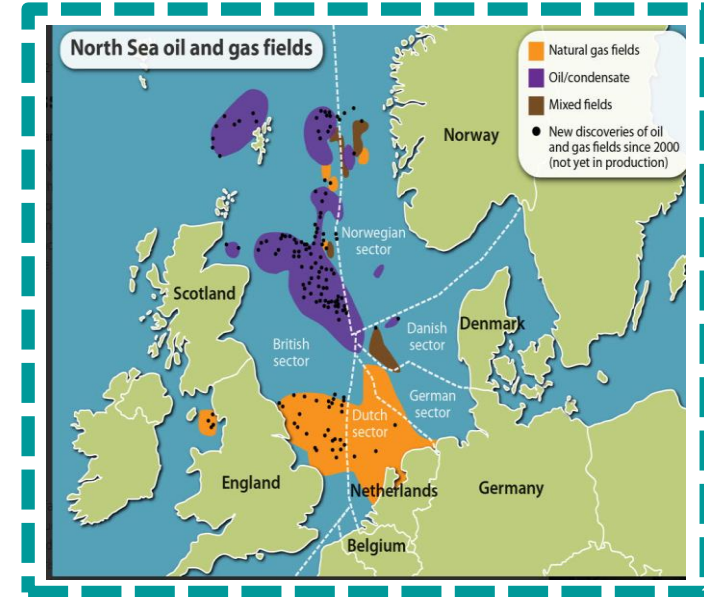 North Sea oil and gas fields
Natural gas fields
Oil/condensate
Mixed fields
New discoveries of oil
and gas fields since 2000
(not yet in production)
Norway
Norwegian
sector
Scotland
British
sector
Danish
sector
Denmark
German
sector
Dutch
sector
England
Netherlands
Germany
Belgium